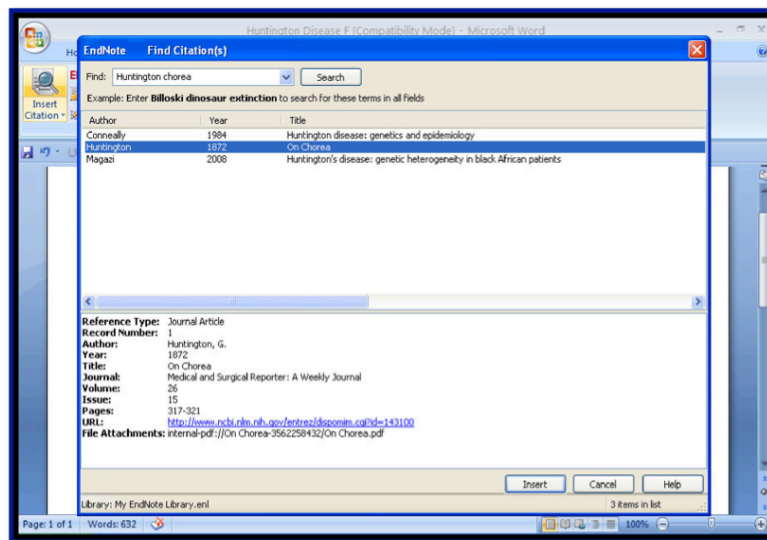 Huntington Disease F [Compatibility Mode] - Microsoft Word
EndNote Find Citation(s)
Find: Huntington chorea Search
Example: Enter Billoski dinosaur extinction to search for these terms in all fields
Insert
Citation
Author Year Title
Conneally 1984 Huntington disease: genetics and epidemiology
Huntington 1872 On Chorea
Magazi 2008 Huntington's disease: genetic heterogeneity in black African patients
Reference Type: Journal Article
Record Number: 1
Author: Huntington, G.
Year: 1872
Title: On Chorea
Journal: Medical and Surgical Reporter: A Weekly Journal
Volume: 26
Issue: 15
Pages: 317-321
URL: http://www.ncbi.nlm.nih.gov/entrez/dispomim.cgi?id=143100
File Attachments: internal-pdf://On Chorea-3562258432/On Chorea.pdf
Insert Cancel Help
Library: My EndNote Library.enl 3 items in list
Page: 1 of 1 Words: 632 100%